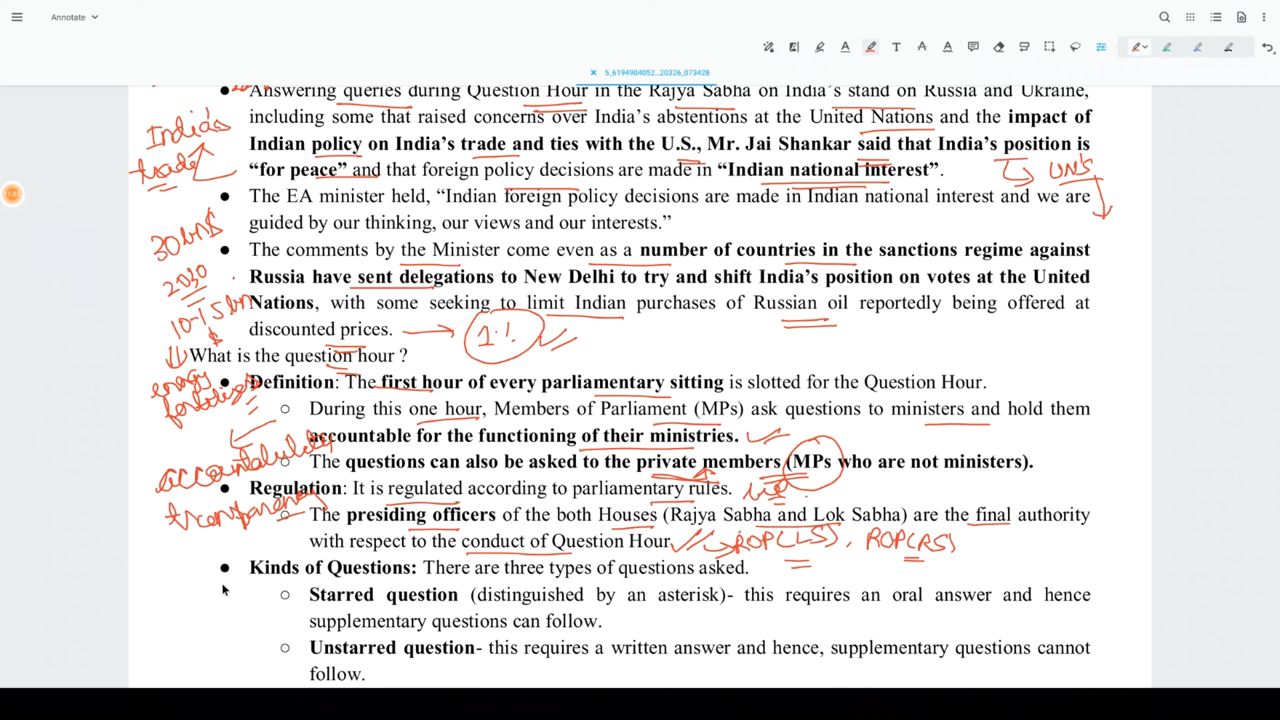 Annotate
5_6194904052...20326_073428
Answering queries during Question Hour in the Rajya Sabha on India's stand on Russia and Ukraine,
including some that raised concerns over India's abstentions at the United Nations and the impact of
India's
Indian policy on India's trade and ties with the U.S., Mr. Jai Shankar said that India's position is
trade
"for peace" and that foreign policy decisions are made in "Indian national interest".
● The EA minister held, "Indian foreign policy decisions are made in Indian national interest and we are
guided by our thinking, our views and our interests."
30 bn$
● The comments by the Minister come even as a number of countries in the sanctions regime against
Russia have sent delegations to New Delhi to try and shift India's position on votes at the United
2030
Nations, with some seeking to limit Indian purchases of Russian oil reportedly being offered at
10-15 bn
$
discounted prices.
What is the question hour ?
energy
● Definition: The first hour of every parliamentary sitting is slotted for the Question Hour.
○ During this one hour, Members of Parliament (MPs) ask questions to ministers and hold them
accountable for the functioning of their ministries.
accountability
○ The questions can also be asked to the private members (MPs who are not ministers).
● Regulation: It is regulated according to parliamentary rules.
transparency
○ The presiding officers of the both Houses (Rajya Sabha and Lok Sabha) are the final authority
with respect to the conduct of Question Hour. ROP(LS), ROP(RS)
● Kinds of Questions: There are three types of questions asked.
○ Starred question (distinguished by an asterisk)- this requires an oral answer and hence
supplementary questions can follow.
○ Unstarred question- this requires a written answer and hence, supplementary questions cannot
follow.